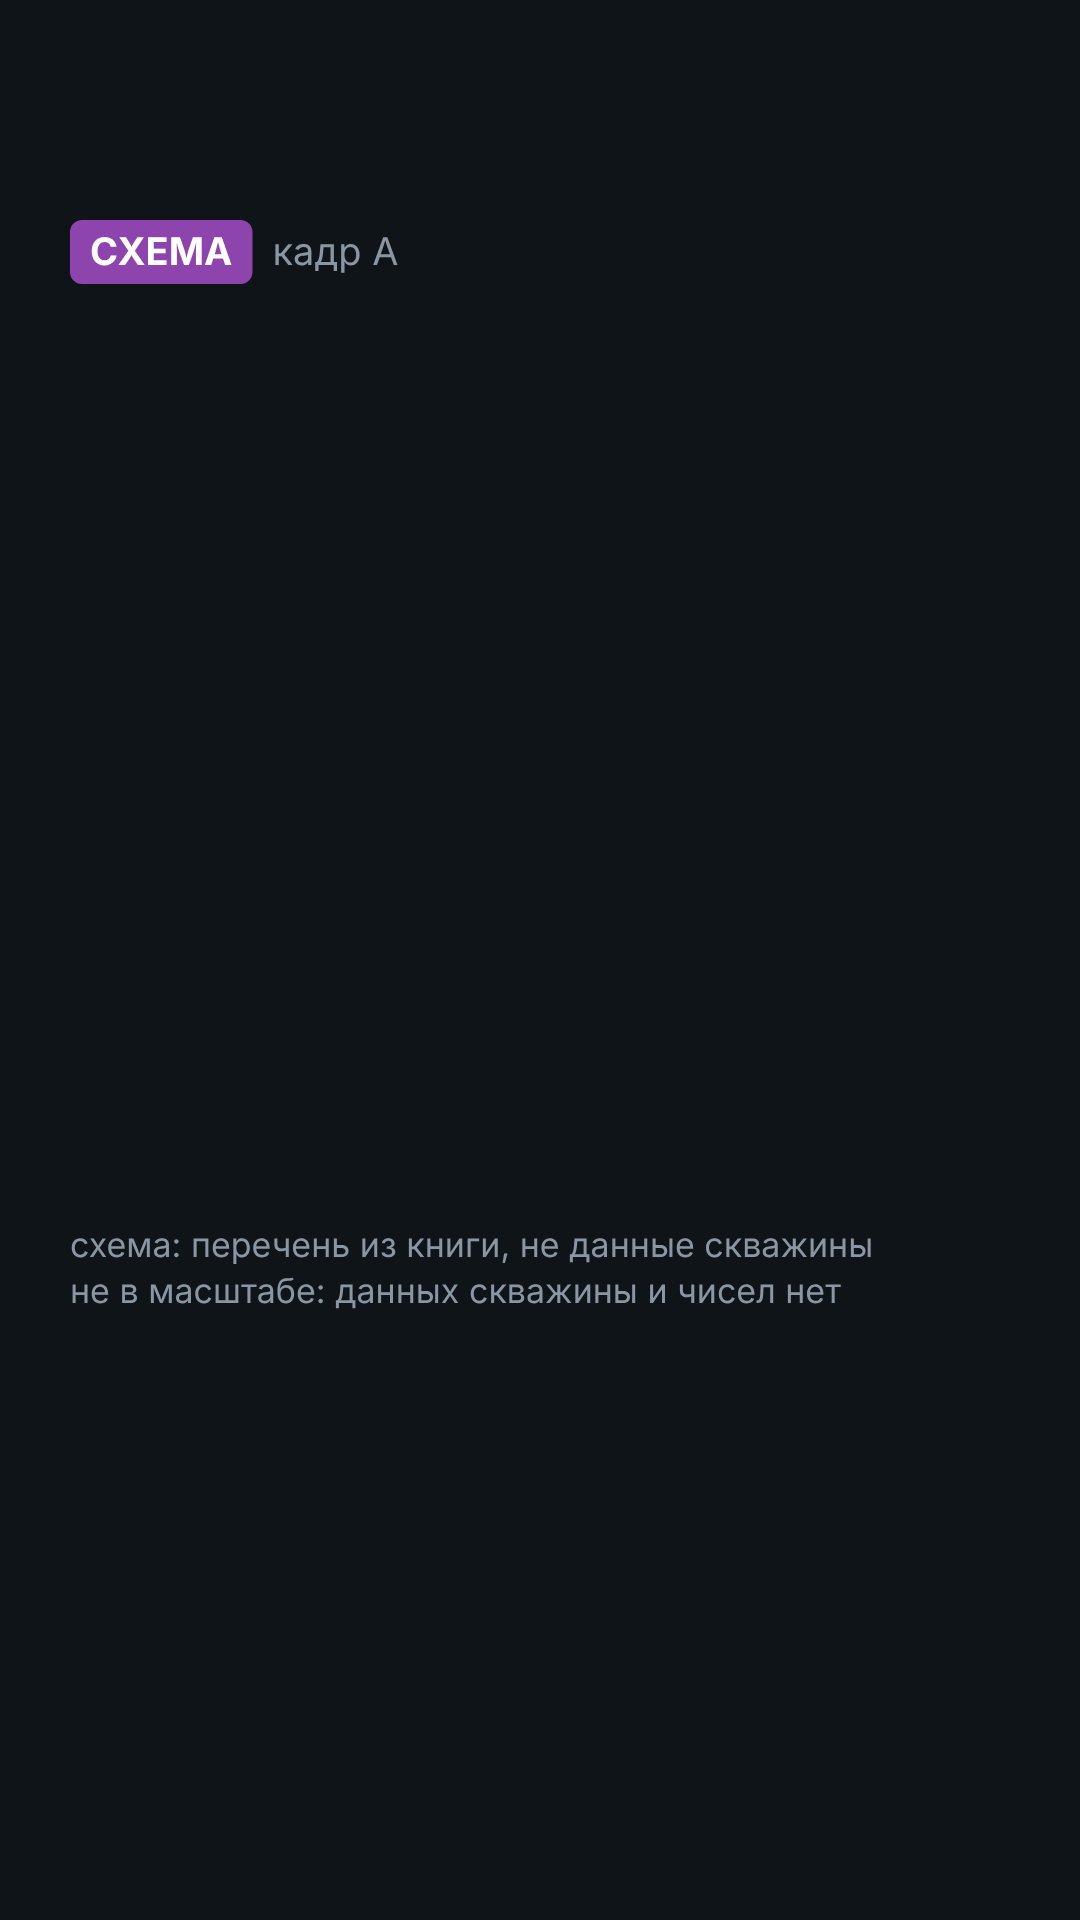 СХЕМА кадр А
схема: перечень из книги, не данные скважины
не в масштабе: данных скважины и чисел нет